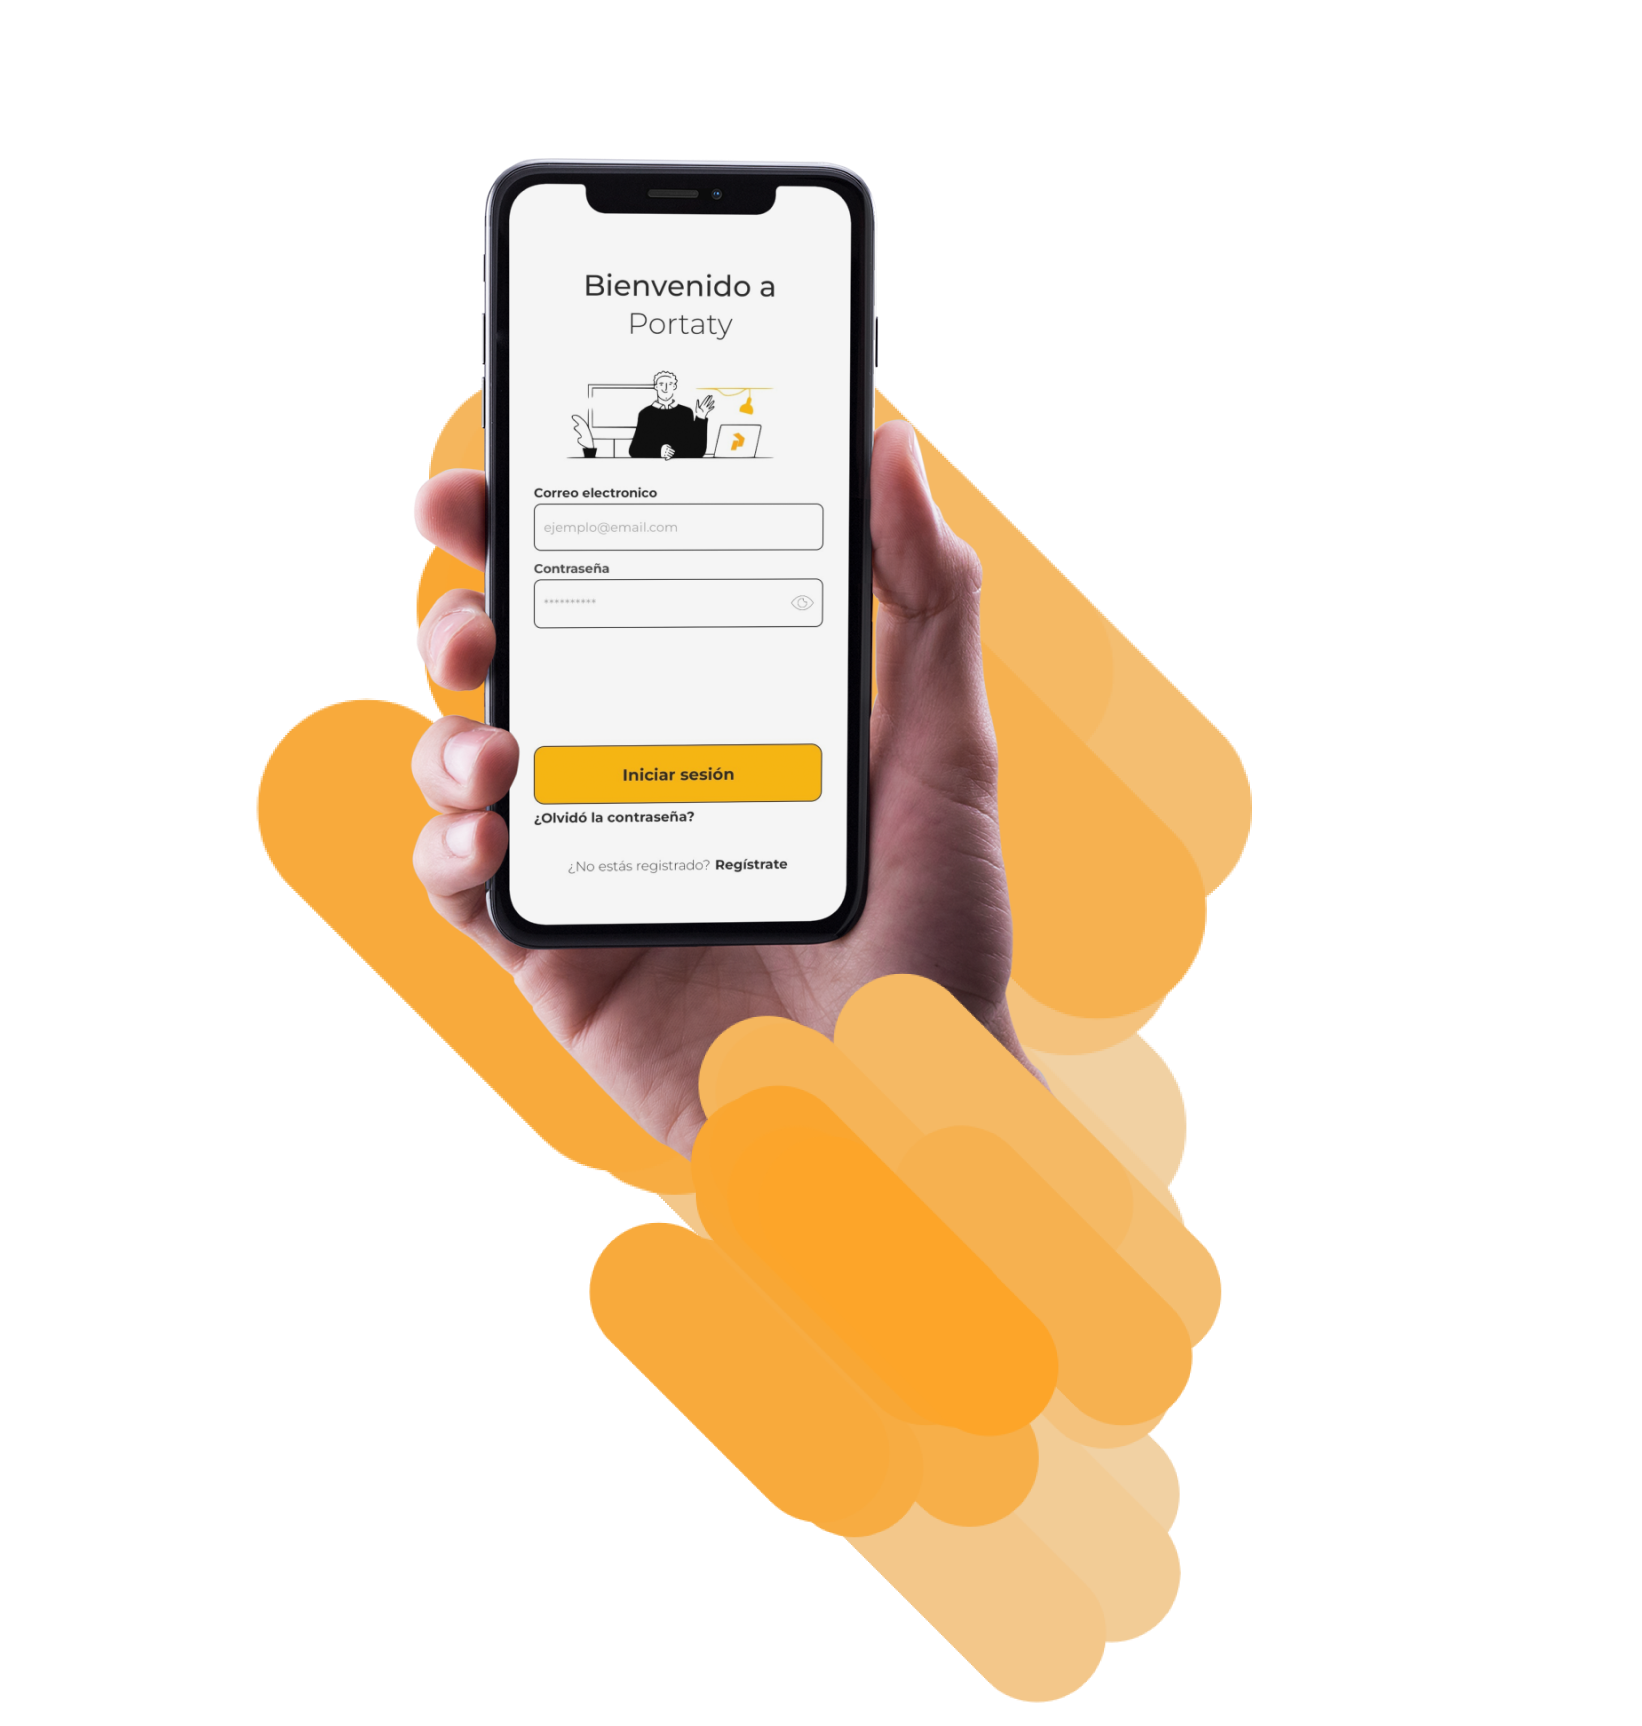 Bienvenido a
Portaty
Correo electronico
ejemplo@email.com
Contraseña
**********
Iniciar sesión
¿Olvidó la contraseña?
¿No estás registrado? Regístrate